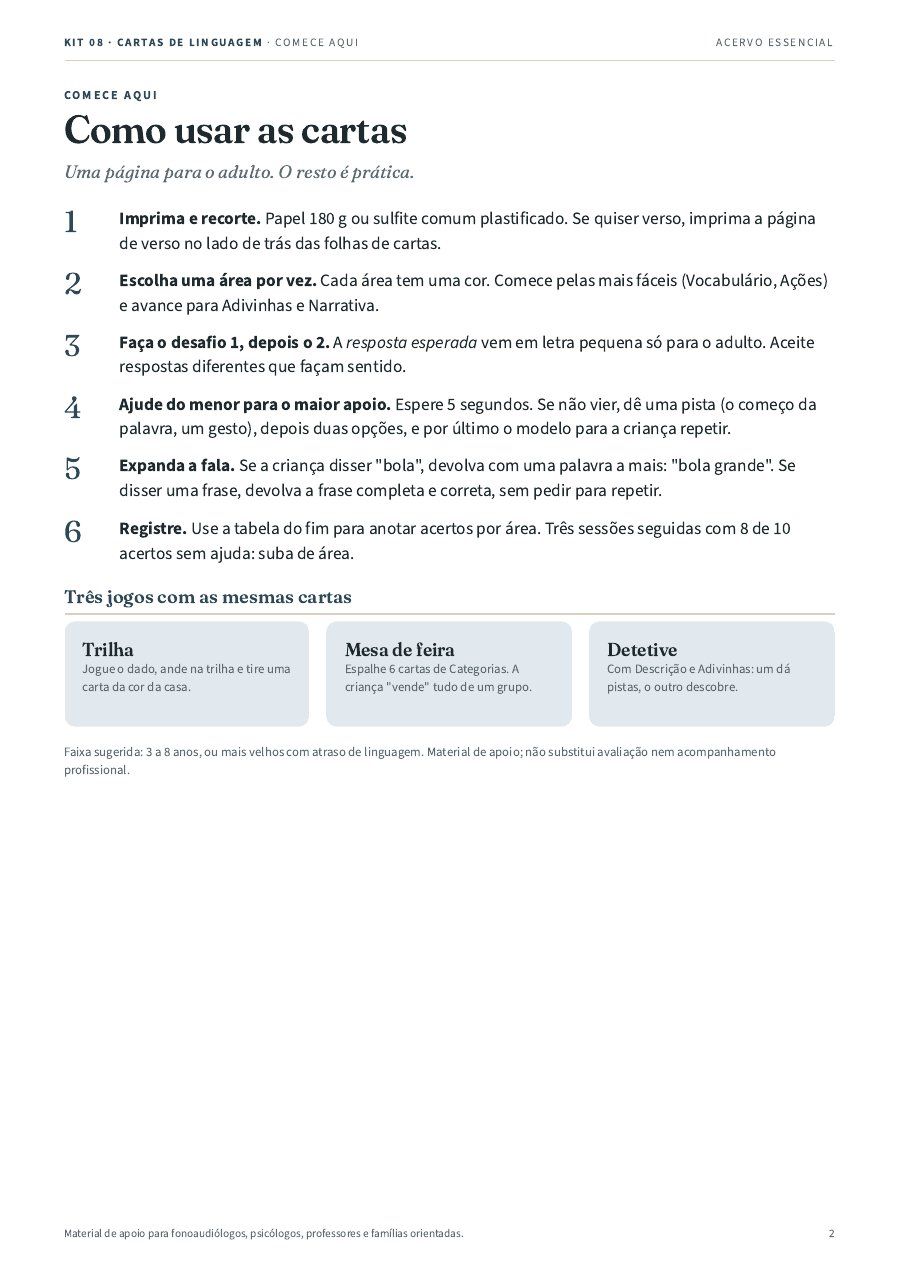 KIT 08 · CARTAS DE LINGUAGEM · COMECE AQUI ACERVO ESSENCIAL
COMECE AQUI
Como usar as cartas
Uma página para o adulto. O resto é prática.
1 Imprima e recorte. Papel 180 g ou sulfite comum plastificado. Se quiser verso, imprima a página
de verso no lado de trás das folhas de cartas.
2 Escolha uma área por vez. Cada área tem uma cor. Comece pelas mais fáceis (Vocabulário, Ações)
e avance para Adivinhas e Narrativa.
3 Faça o desafio 1, depois o 2. A resposta esperada vem em letra pequena só para o adulto. Aceite
respostas diferentes que façam sentido.
4 Ajude do menor para o maior apoio. Espere 5 segundos. Se não vier, dê uma pista (o começo da
palavra, um gesto), depois duas opções, e por último o modelo para a criança repetir.
5 Expanda a fala. Se a criança disser "bola", devolva com uma palavra a mais: "bola grande". Se
disser uma frase, devolva a frase completa e correta, sem pedir para repetir.
6 Registre. Use a tabela do fim para anotar acertos por área. Três sessões seguidas com 8 de 10
acertos sem ajuda: suba de área.
Três jogos com as mesmas cartas
Trilha
Jogue o dado, ande na trilha e tire uma
carta da cor da casa.
Mesa de feira
Espalhe 6 cartas de Categorias. A
criança "vende" tudo de um grupo.
Detetive
Com Descrição e Adivinhas: um dá
pistas, o outro descobre.
Faixa sugerida: 3 a 8 anos, ou mais velhos com atraso de linguagem. Material de apoio; não substitui avaliação nem acompanhamento
profissional.
Material de apoio para fonoaudiólogos, psicólogos, professores e famílias orientadas. 2